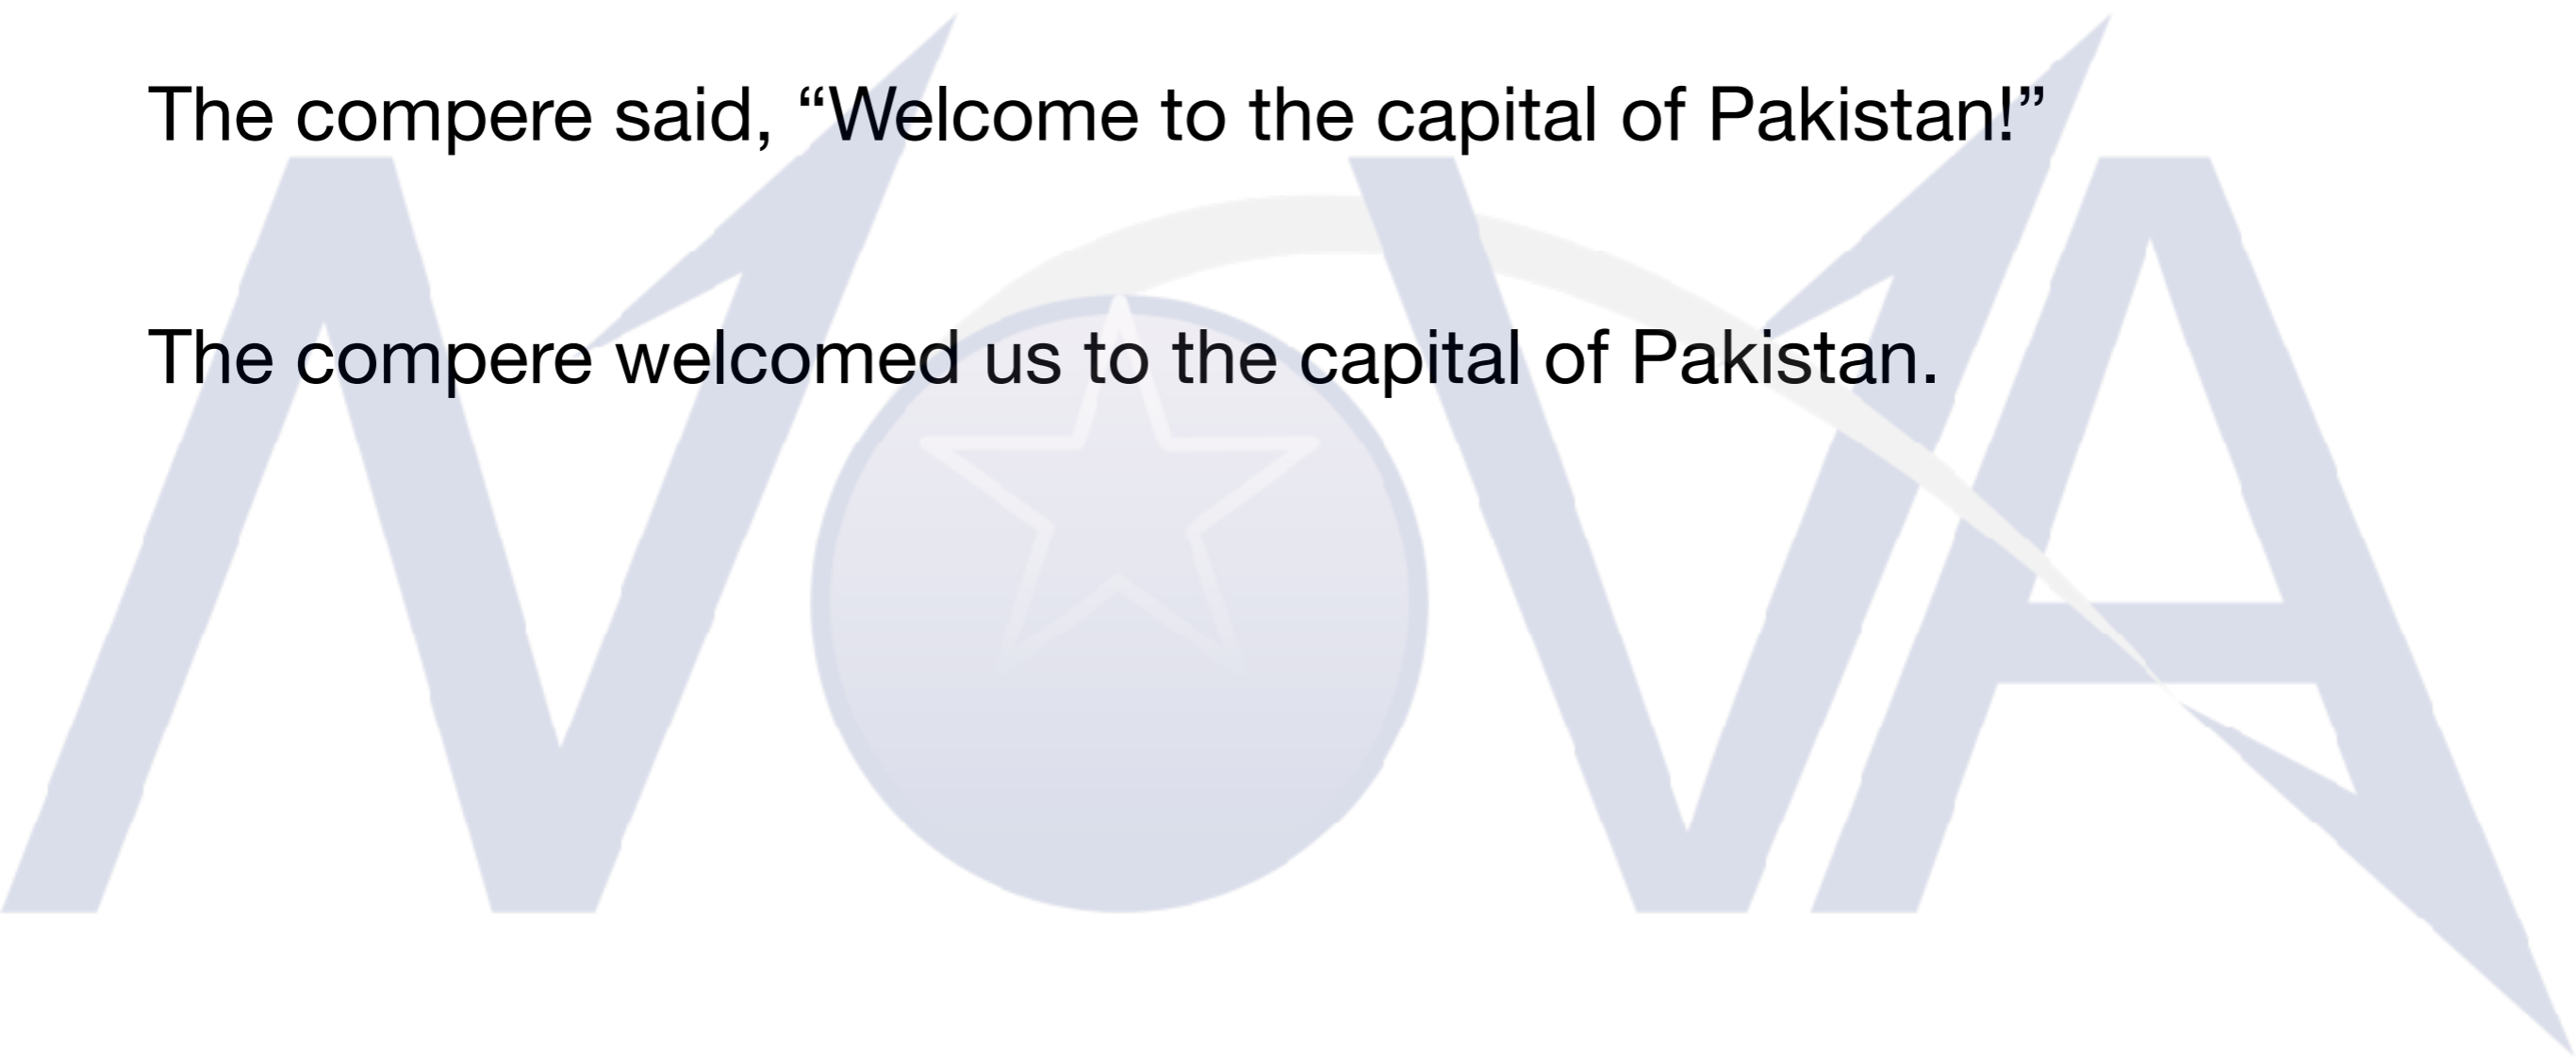 The compere said, “Welcome to the capital of Pakistan!”
The compere welcomed us to the capital of Pakistan.
NOVA